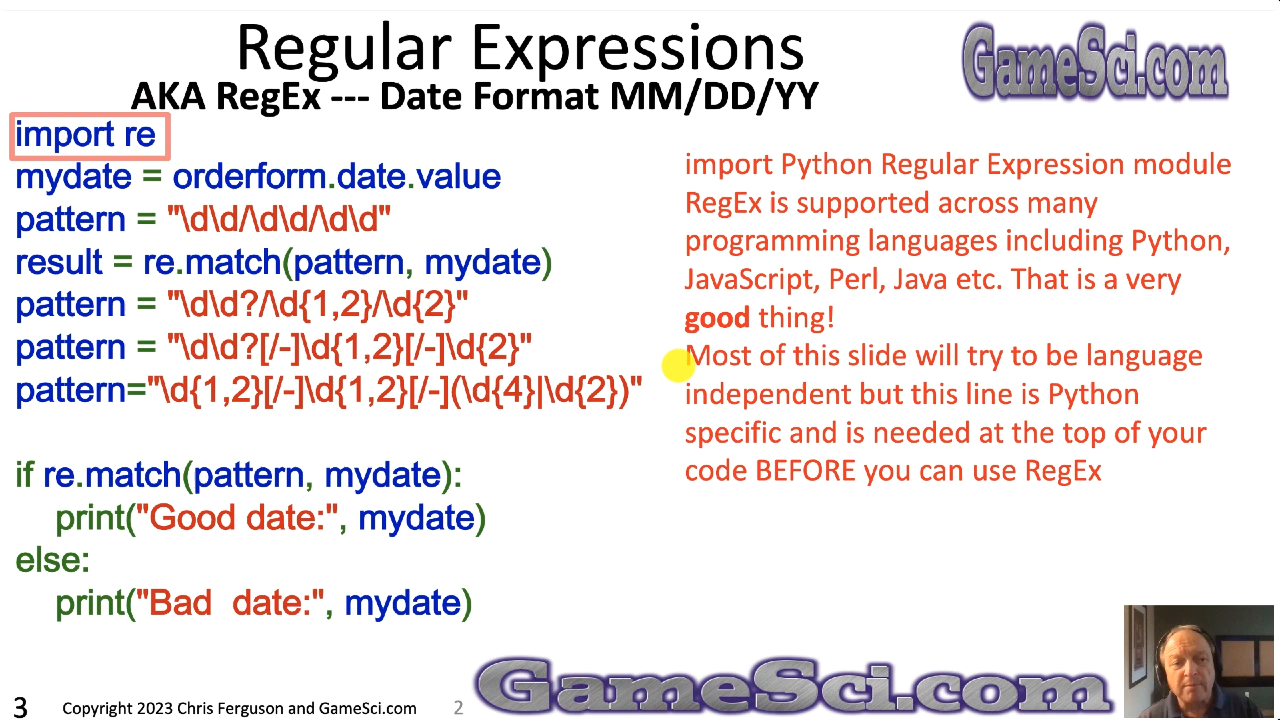 Regular Expressions
AKA RegEx --- Date Format MM/DD/YY
GameSci.com
import re
mydate = orderform.date.value
pattern = "\d\d/\d\d/\d\d"
result = re.match(pattern, mydate)
pattern = "\d\d?/\d{1,2}/\d{2}"
pattern = "\d\d?[/-]\d{1,2}[/-]\d{2}"
pattern="\d{1,2}[/-]\d{1,2}[/-](\d{4}|\d{2})"
if re.match(pattern, mydate):
print("Good date:", mydate)
else:
print("Bad  date:", mydate)
import Python Regular Expression module
RegEx is supported across many
programming languages including Python,
JavaScript, Perl, Java etc. That is a very
good thing!
Most of this slide will try to be language
independent but this line is Python
specific and is needed at the top of your
code BEFORE you can use RegEx
3
Copyright 2023 Chris Ferguson and GameSci.com
2
GameSci.com